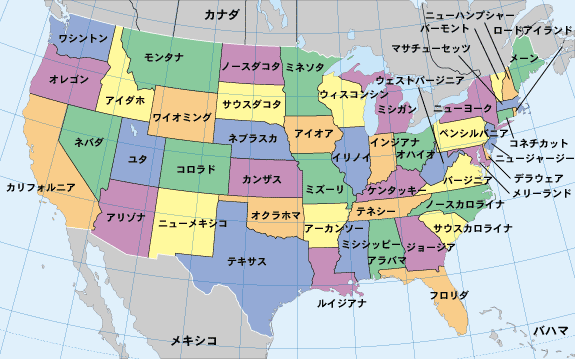 カナダ
ニューハンプシャー
バーモント
ロードアイランド
マサチューセッツ
ワシントン
モンタナ
ノースダコタ
ミネソタ
メーン
オレゴン
アイダホ
サウスダコタ
ウィスコンシン
ミシガン
ウェストバージニア
ニューヨーク
ワイオミング
アイオア
ペンシルバニア
ネバダ
ユタ
ネブラスカ
イリノイ
インジアナ
オハイオ
コネチカット
ニュージャージー
コロラド
カンザス
ミズーリ
ケンタッキー
バージニア
デラウェア
メリーランド
カリフォルニア
アリゾナ
ニューメキシコ
オクラホマ
アーカンソー
テネシー
ノースカロライナ
サウスカロライナ
テキサス
ミシシッピー
アラバマ
ジョージア
ルイジアナ
フロリダ
メキシコ
バハマ